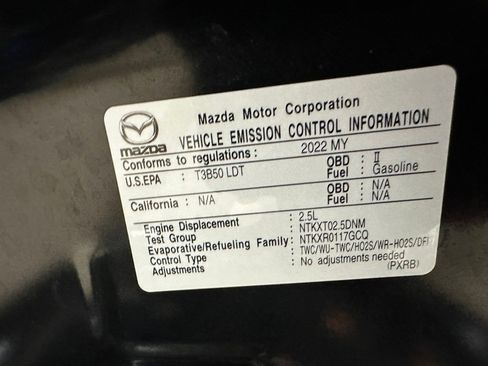 mazda
Mazda Motor Corporation
VEHICLE EMISSION CONTROL INFORMATION
Conforms to regulations : 2022 MY
U.S.EPA : T3B50 LDT OBD : II
Fuel : Gasoline
California : N/A OBD : N/A
Fuel : N/A
Engine Displacement : 2.5L
Test Group : NTKXT02.5DNM
Evaporative/Refueling Family : NTKXR0117GCQ
Control Type : TWC/WU-TWC/HO2S/WR-HO2S/DFI
Adjustments : No adjustments needed
(PXRB)